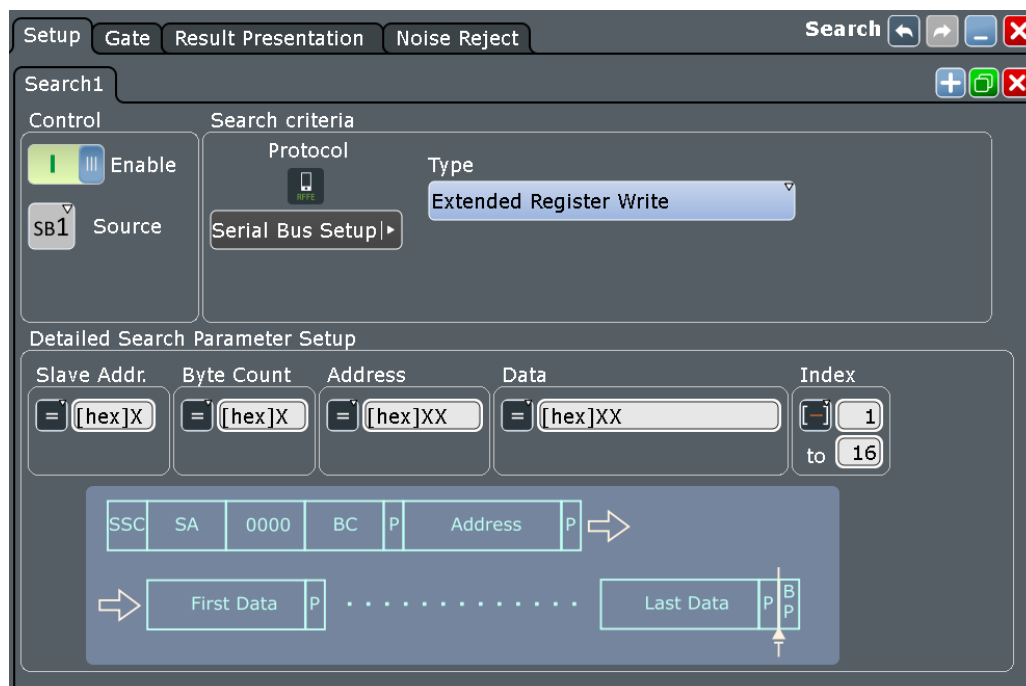 Setup Gate Result Presentation Noise Reject Search
Search1
Control Search criteria
Protocol
Type
I Enable
RFFE
Extended Register Write
SB1 Source
Serial Bus Setup
Detailed Search Parameter Setup
Slave Addr. Byte Count Address Data Index
= [hex]X = [hex]X = [hex]XX = [hex]XX [-] 1
to 16
SSC SA 0000 BC P Address P
First Data P . . . . . . . . . . . . . Last Data P BP
T